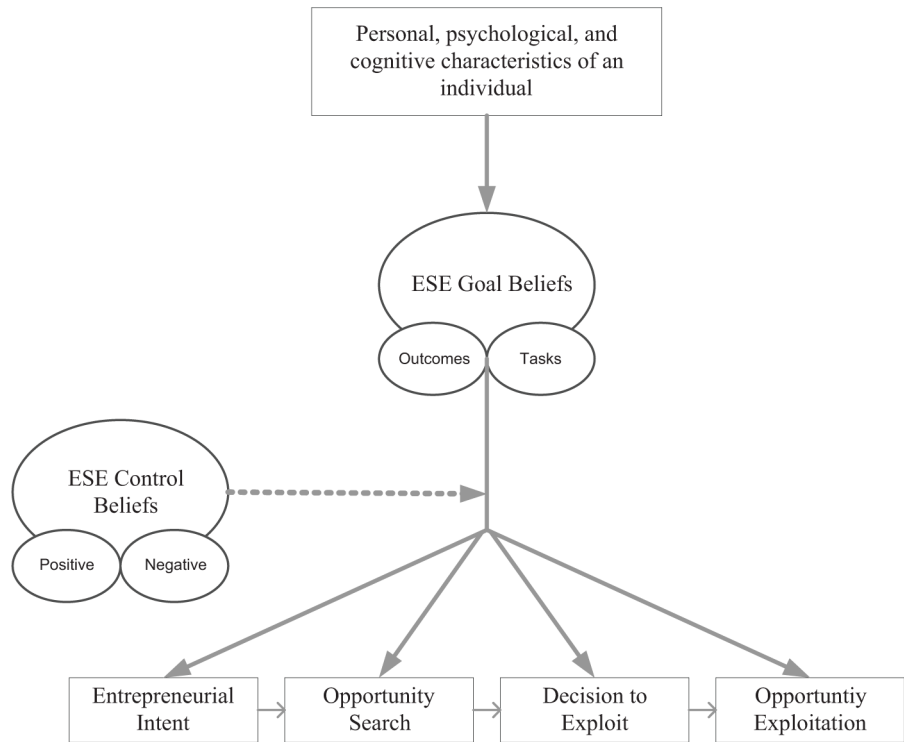 Personal, psychological, and
cognitive characteristics of an
individual
ESE Goal Beliefs
Outcomes
Tasks
ESE Control
Beliefs
Positive
Negative
Entrepreneurial
Intent
Opportunity
Search
Decision to
Exploit
Opportuntiy
Exploitation